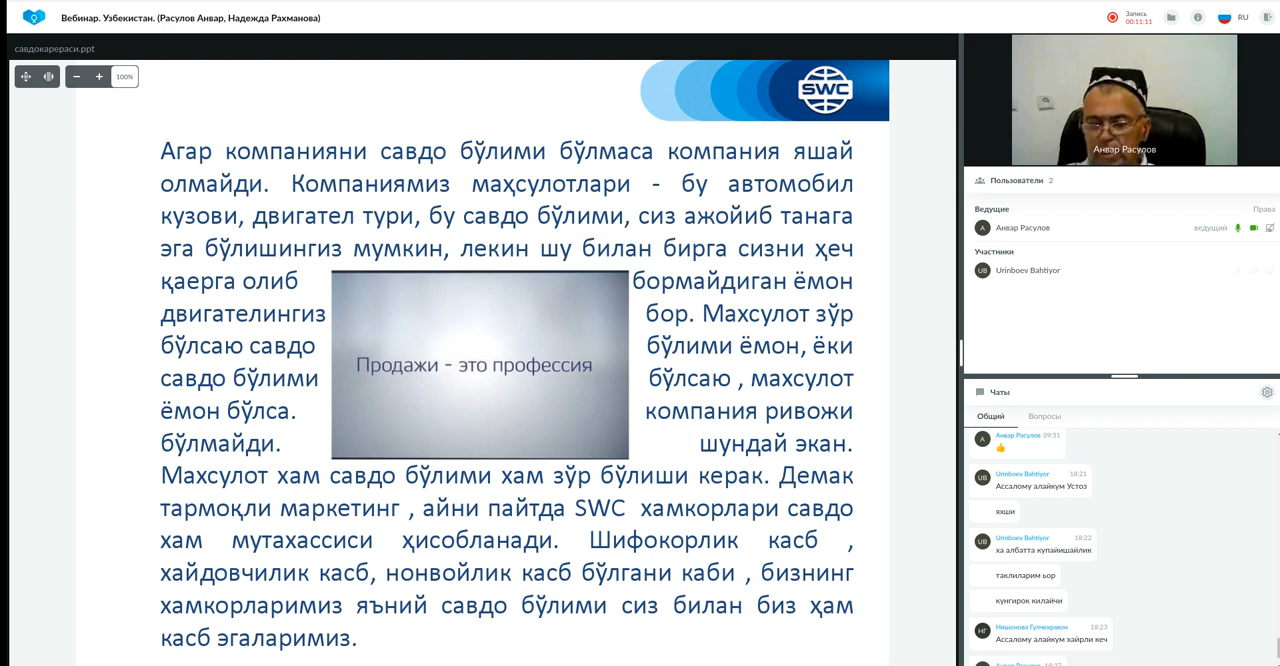 Вебинар. Узбекистан. (Расулов Анвар, Надежда Рахманова)
Запись
00:11:11
RU
савдокарераси.ppt
100%
SWC
Агар компанияни савдо бўлими бўлмаса компания яшай
олмайди. Компаниямиз маҳсулотлари - бу автомобил
кузови, двигател тури, бу савдо бўлими, сиз ажойиб танага
эга бўлишингиз мумкин, лекин шу билан бирга сизни ҳеч
қаерга олиб бормайдиган ёмон
двигателингиз бор. Махсулот зўр
бўлсаю савдо бўлими ёмон, ёки
савдо бўлими бўлсаю , махсулот
ёмон бўлса. компания ривожи
бўлмайди. шундай экан.
Продажи - это профессия
Махсулот хам савдо бўлими хам зўр бўлиши керак. Демак
тармоқли маркетинг , айни пайтда SWC хамкорлари савдо
хам мутахассиси ҳисобланади. Шифокорлик касб ,
хайдовчилик касб, нонвойлик касб бўлгани каби , бизнинг
хамкорларимиз яъний савдо бўлими сиз билан биз ҳам
касб эгаларимиз.
Анвар Расулов
Пользователи 2
Ведущие Права
А Анвар Расулов ведущий
Участники
UB Urinboev Bahtiyor
Чаты
Общий Вопросы
А Анвар Расулов 09:51
UB Urinboev Bahtiyor 18:21
Ассалому алайкум Устоз
яхши
UB Urinboev Bahtiyor 18:22
ха албатта купайишайлик
таклиларим ьор
кунгирок килайчи
НГ Нишонова Гулчехрахон 18:23
Ассалому алайкум хайрли кеч
Анвар Расулов 18:27